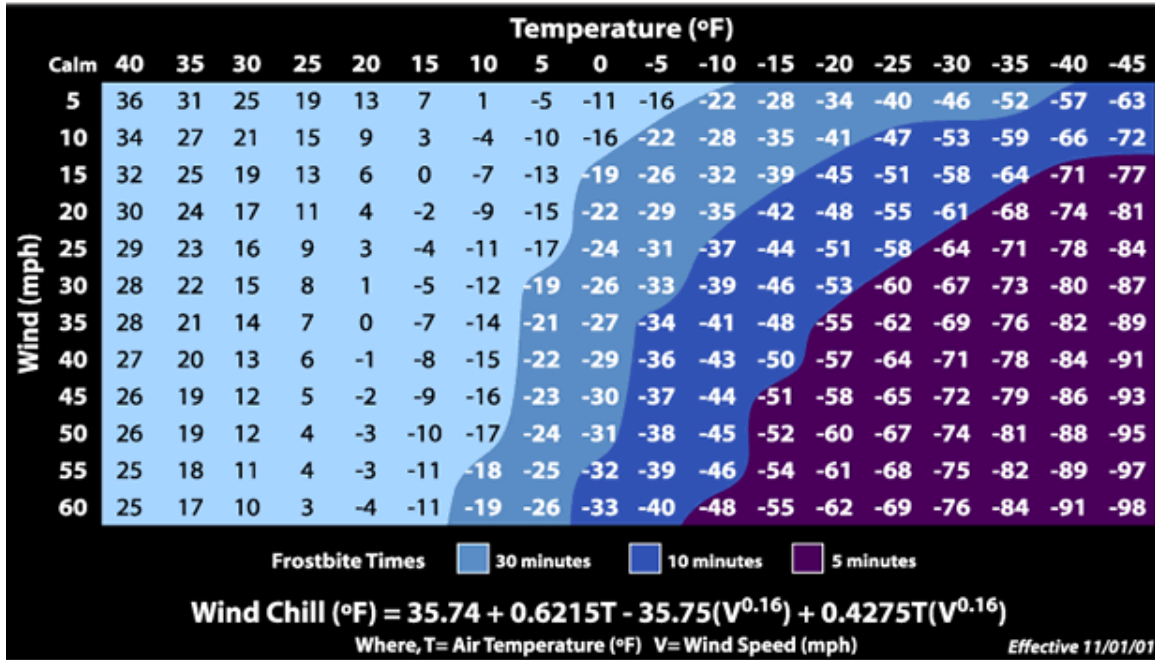 Temperature (ºF)
Calm 40 35 30 25 20 15 10 5 0 -5 -10 -15 -20 -25 -30 -35 -40 -45
5 36 31 25 19 13 7 1 -5 -11 -16 -22 -28 -34 -40 -46 -52 -57 -63
10 34 27 21 15 9 3 -4 -10 -16 -22 -28 -35 -41 -47 -53 -59 -66 -72
15 32 25 19 13 6 0 -7 -13 -19 -26 -32 -39 -45 -51 -58 -64 -71 -77
20 30 24 17 11 4 -2 -9 -15 -22 -29 -35 -42 -48 -55 -61 -68 -74 -81
25 29 23 16 9 3 -4 -11 -17 -24 -31 -37 -44 -51 -58 -64 -71 -78 -84
30 28 22 15 8 1 -5 -12 -19 -26 -33 -39 -46 -53 -60 -67 -73 -80 -87
35 28 21 14 7 0 -7 -14 -21 -27 -34 -41 -48 -55 -62 -69 -76 -82 -89
40 27 20 13 6 -1 -8 -15 -22 -29 -36 -43 -50 -57 -64 -71 -78 -84 -91
45 26 19 12 5 -2 -9 -16 -23 -30 -37 -44 -51 -58 -65 -72 -79 -86 -93
50 26 19 12 4 -3 -10 -17 -24 -31 -38 -45 -52 -60 -67 -74 -81 -88 -95
55 25 18 11 4 -3 -11 -18 -25 -32 -39 -46 -54 -61 -68 -75 -82 -89 -97
60 25 17 10 3 -4 -11 -19 -26 -33 -40 -48 -55 -62 -69 -76 -84 -91 -98
Wind (mph)
Frostbite Times 30 minutes 10 minutes 5 minutes
Wind Chill (ºF) = 35.74 + 0.6215T - 35.75(V^0.16) + 0.4275T(V^0.16)
Where, T= Air Temperature (ºF) V= Wind Speed (mph)
Effective 11/01/01